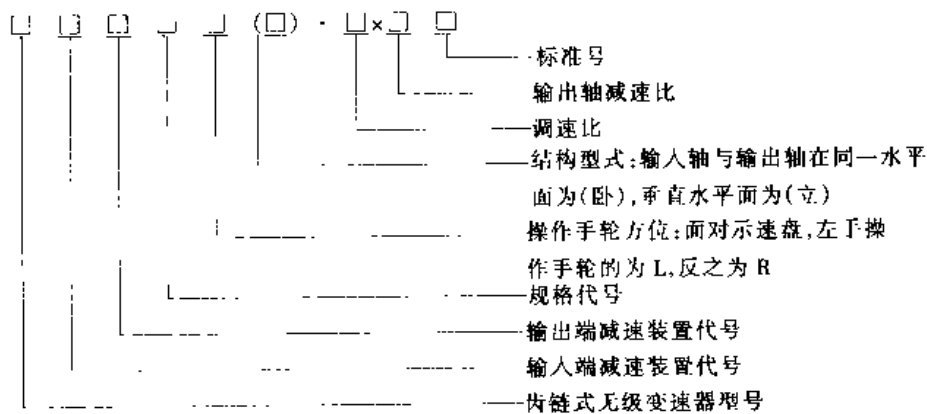 □ □ □ □ □ (□) · □×□ □
标准号
输出轴减速比
调速比
结构型式:输入轴与输出轴在同一水平
面为(卧),垂直水平面为(立)
操作手轮方位:面对示速盘,左手操
作手轮的为 L,反之为 R
规格代号
输出端减速装置代号
输入端减速装置代号
齿链式无级变速器型号